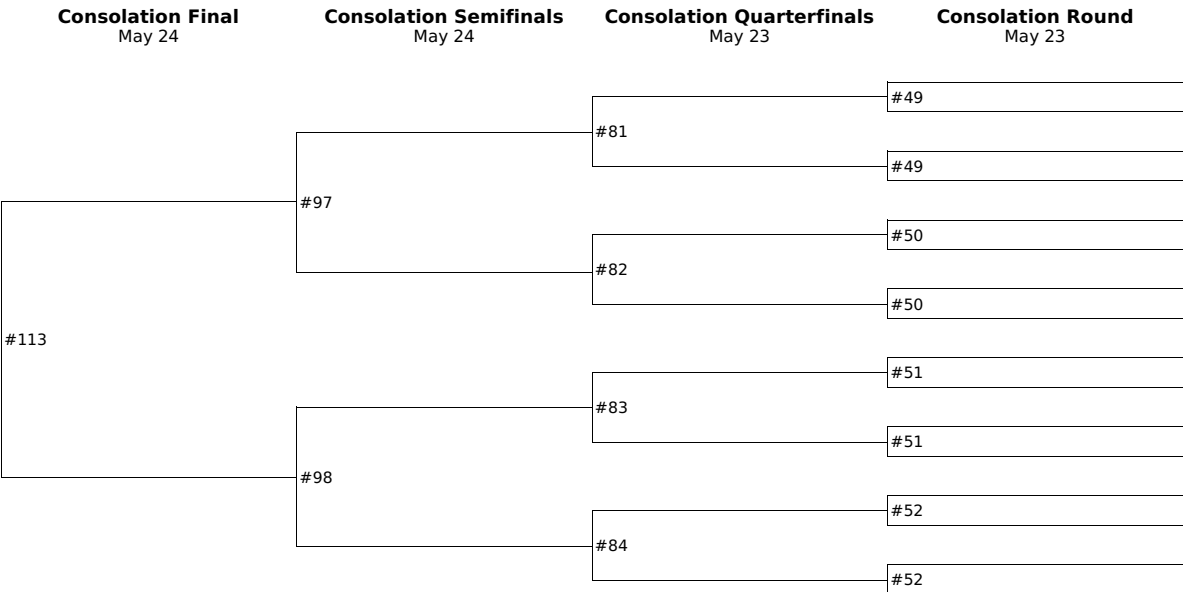 Consolation Final
May 24
Consolation Semifinals
May 24
Consolation Quarterfinals
May 23
Consolation Round
May 23
#49
#81
#49
#97
#50
#82
#50
#113
#51
#83
#51
#98
#52
#84
#52